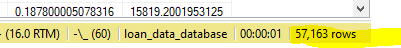 0.187800005078316 15819.2001953125
(16.0 RTM) -\_ (60) loan_data_database 00:00:01 57,163 rows